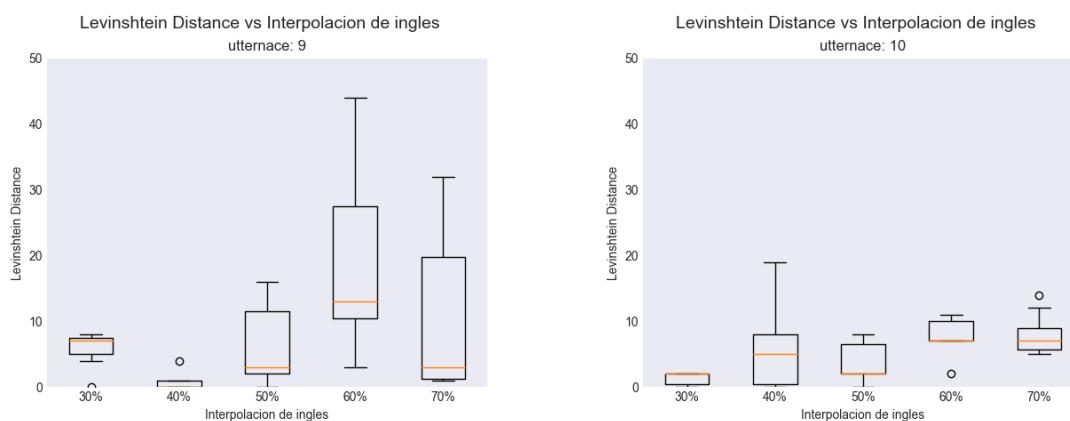 Levinshtein Distance vs Interpolacion de ingles
utternace: 9
50
40
30
20
10
0
Levinshtein Distance
30% 40% 50% 60% 70%
Interpolacion de ingles
Levinshtein Distance vs Interpolacion de ingles
utternace: 10
50
40
30
20
10
0
Levinshtein Distance
30% 40% 50% 60% 70%
Interpolacion de ingles